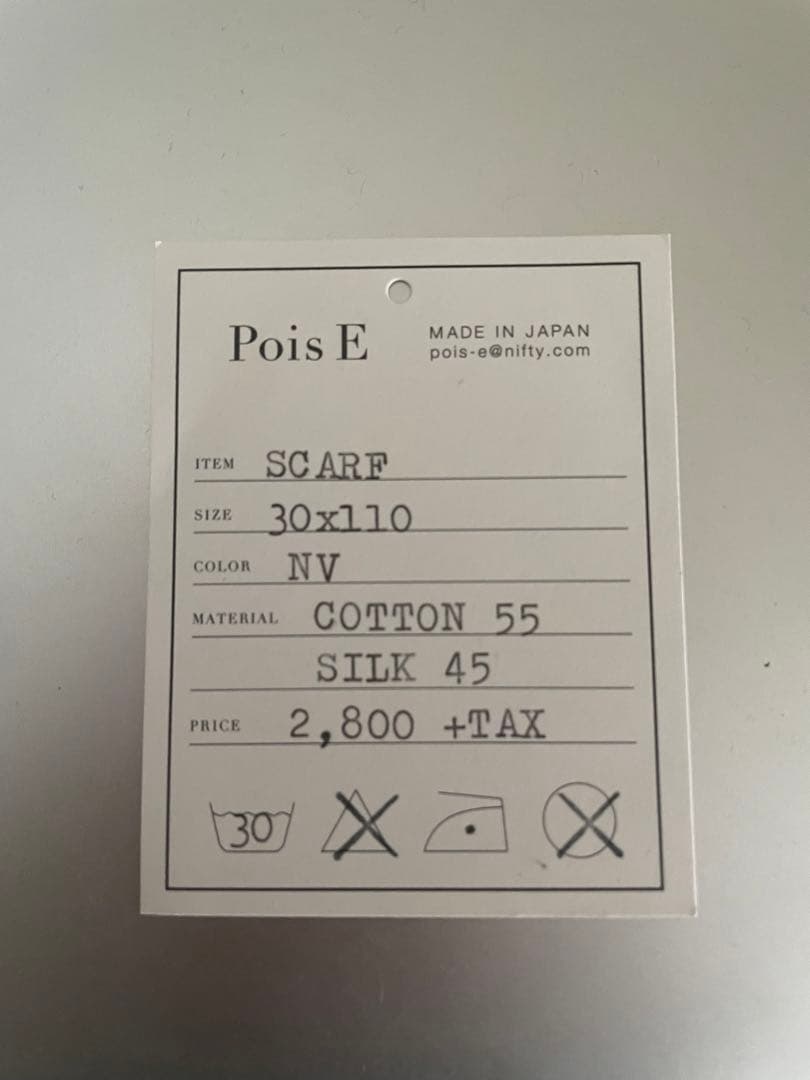 Pois E
MADE IN JAPAN
pois-e@nifty.com
ITEM SCARF
SIZE 30x110
COLOR NV
MATERIAL COTTON 55
SILK 45
PRICE 2,800 +TAX
30